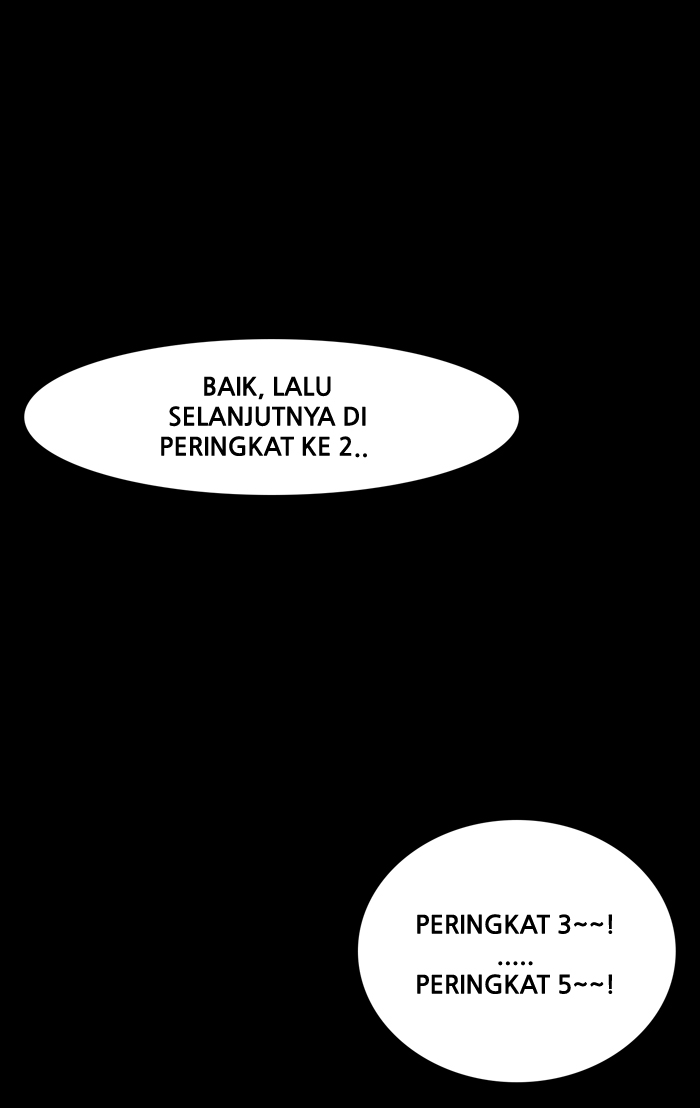 BAIK, LALU
SELANJUTNYA DI
PERINGKAT KE 2..
PERINGKAT 3~~!
.....
PERINGKAT 5~~!